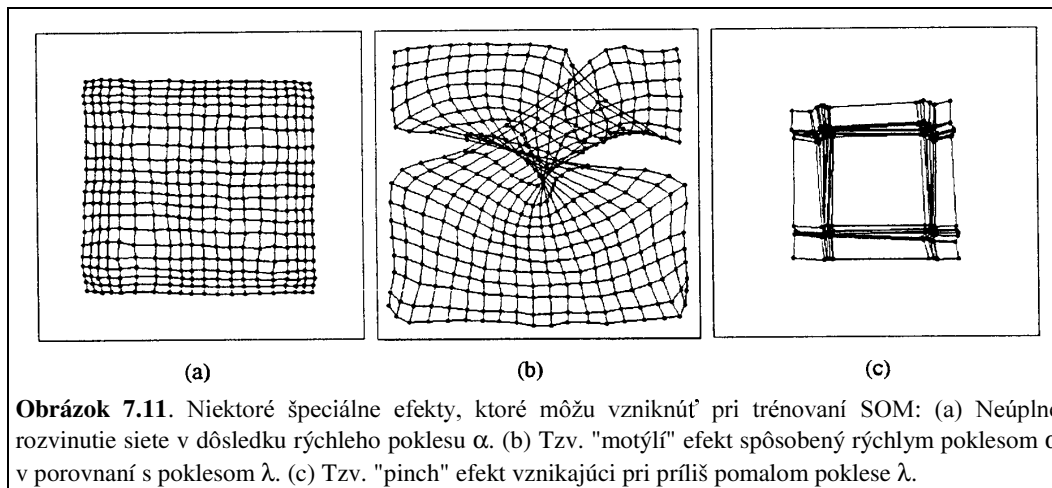 (a) (b) (c)
Obrázok 7.11. Niektoré špeciálne efekty, ktoré môžu vzniknúť pri trénovaní SOM: (a) Neúplné
rozvinutie siete v dôsledku rýchleho poklesu α. (b) Tzv. "motýlí" efekt spôsobený rýchlym poklesom α
v porovnaní s poklesom λ. (c) Tzv. "pinch" efekt vznikajúci pri príliš pomalom poklese λ.